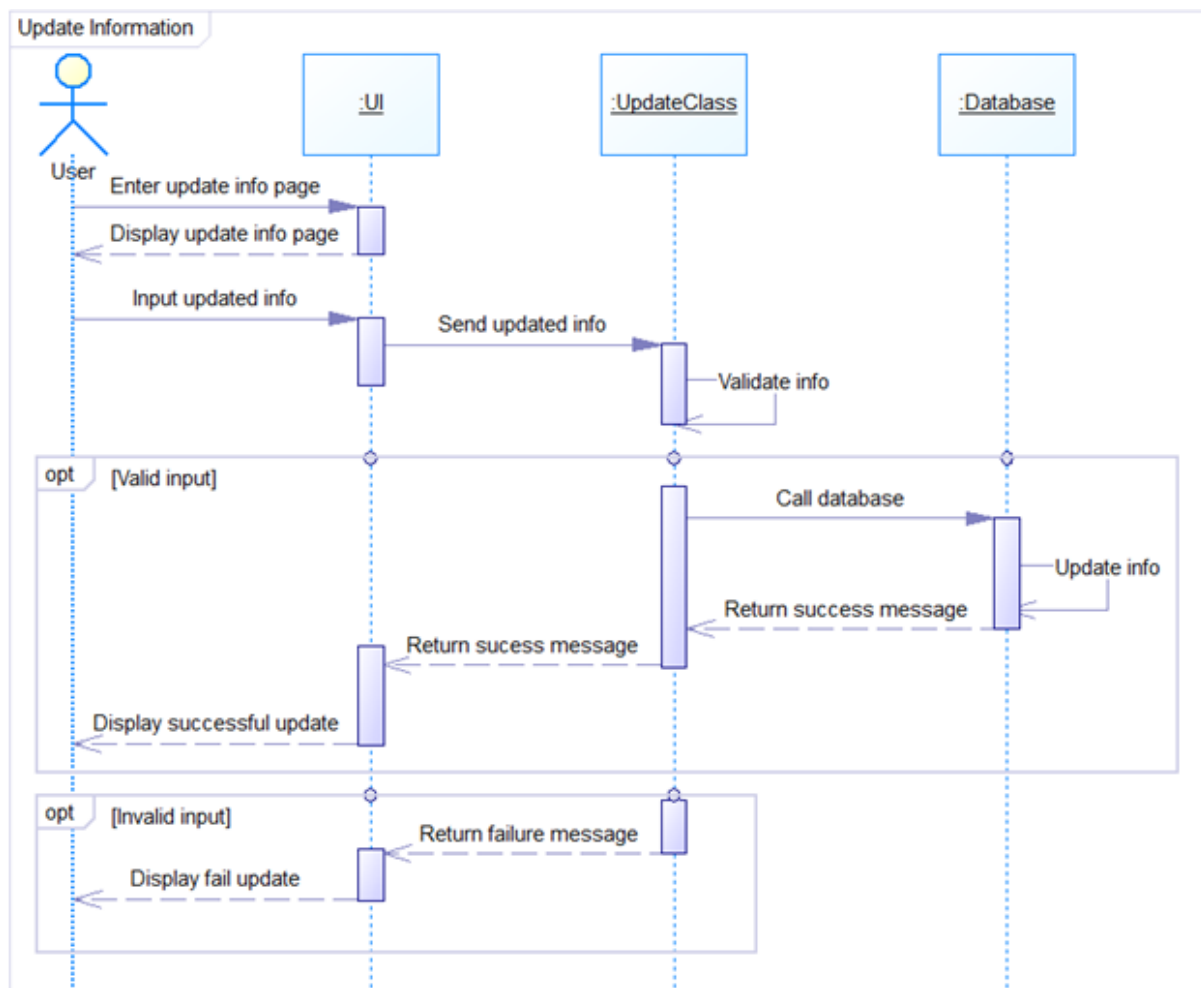 Update Information
:UI
:UpdateClass
:Database
User
Enter update info page
Display update info page
Input updated info
Send updated info
Validate info
opt
[Valid input]
Call database
Update info
Return success message
Return sucess message
Display successful update
opt
[Invalid input]
Return failure message
Display fail update